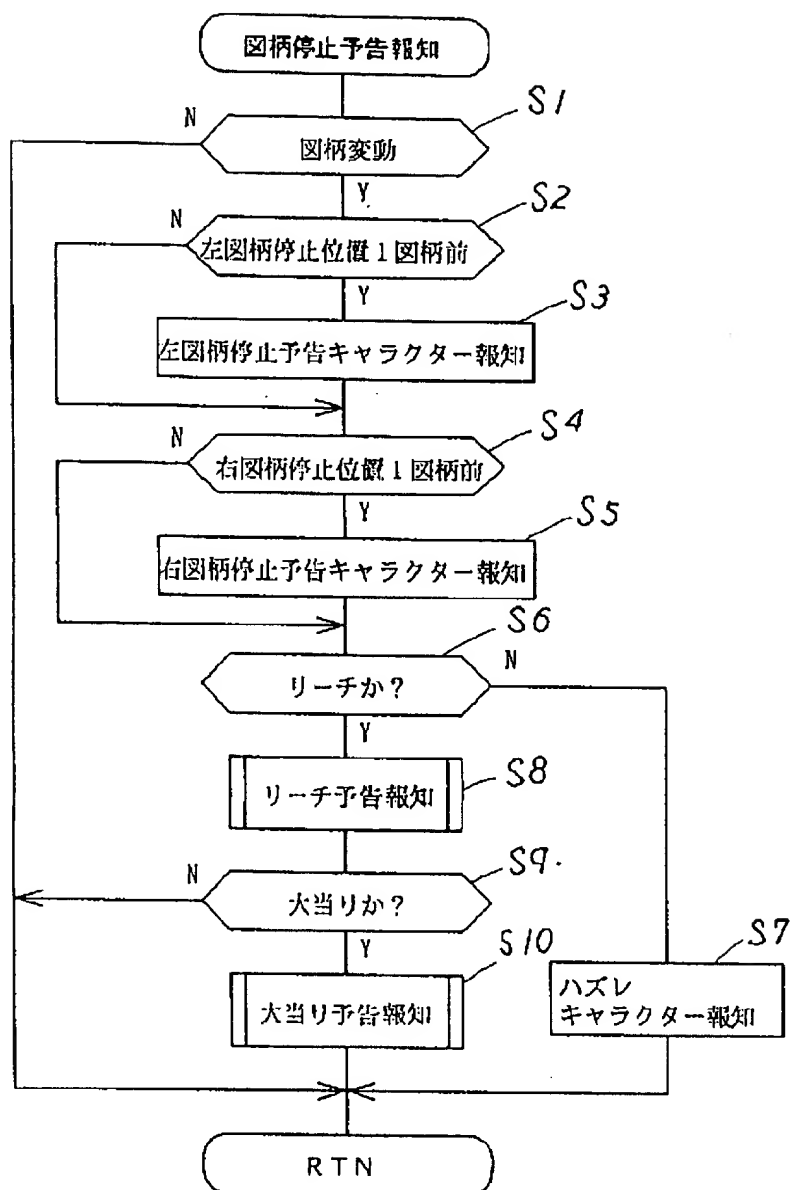 図柄停止予告報知
S1
N
図柄変動
Y
S2
N
左図柄停止位置1図柄前
Y
S3
左図柄停止予告キャラクター報知
S4
N
右図柄停止位置1図柄前
Y
S5
右図柄停止予告キャラクター報知
S6
N
リーチか?
Y
S8
リーチ予告報知
S9
N
大当りか?
Y
S10
S7
大当り予告報知
ハズレ
キャラクター報知
RTN